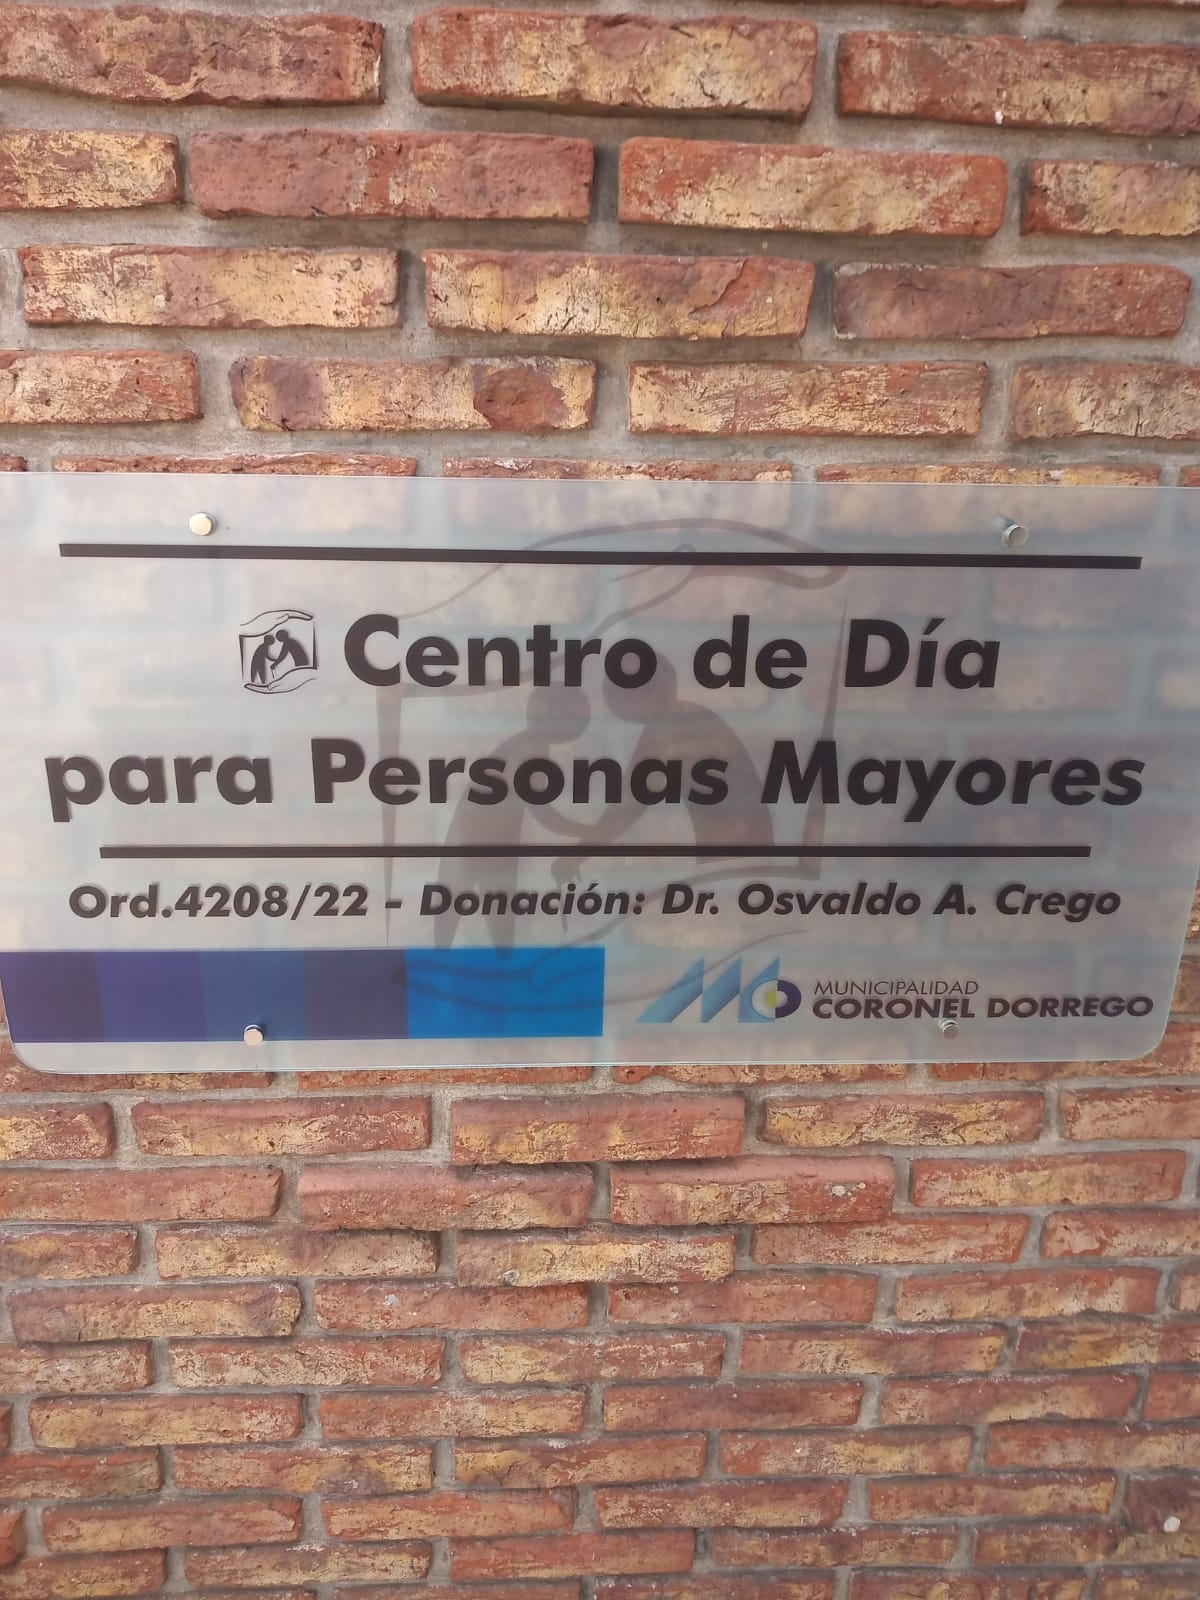 Centro de Día
para Personas Mayores
Ord.4208/22 - Donación: Dr. Osvaldo A. Crego
MUNICIPALIDAD
CORONEL DORREGO